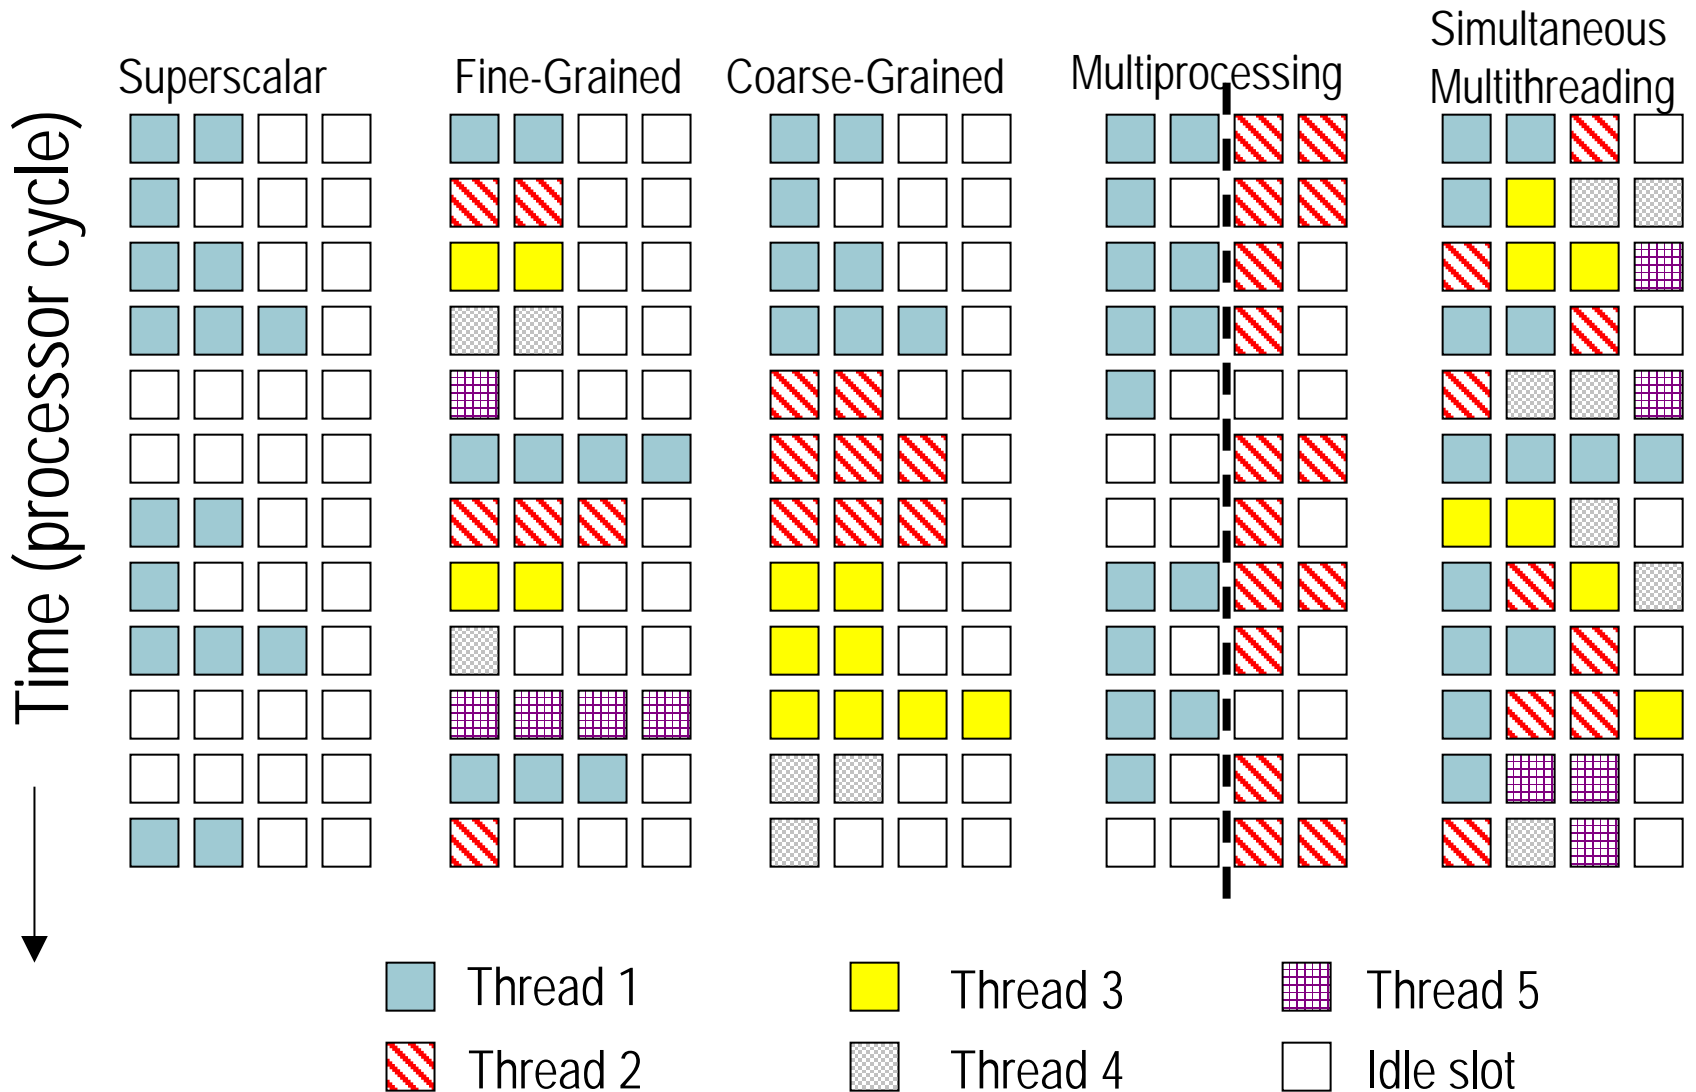 Superscalar
Fine-Grained
Coarse-Grained
Multiprocessing
Simultaneous
Multithreading
Time (processor cycle)
Thread 1
Thread 3
Thread 5
Thread 2
Thread 4
Idle slot